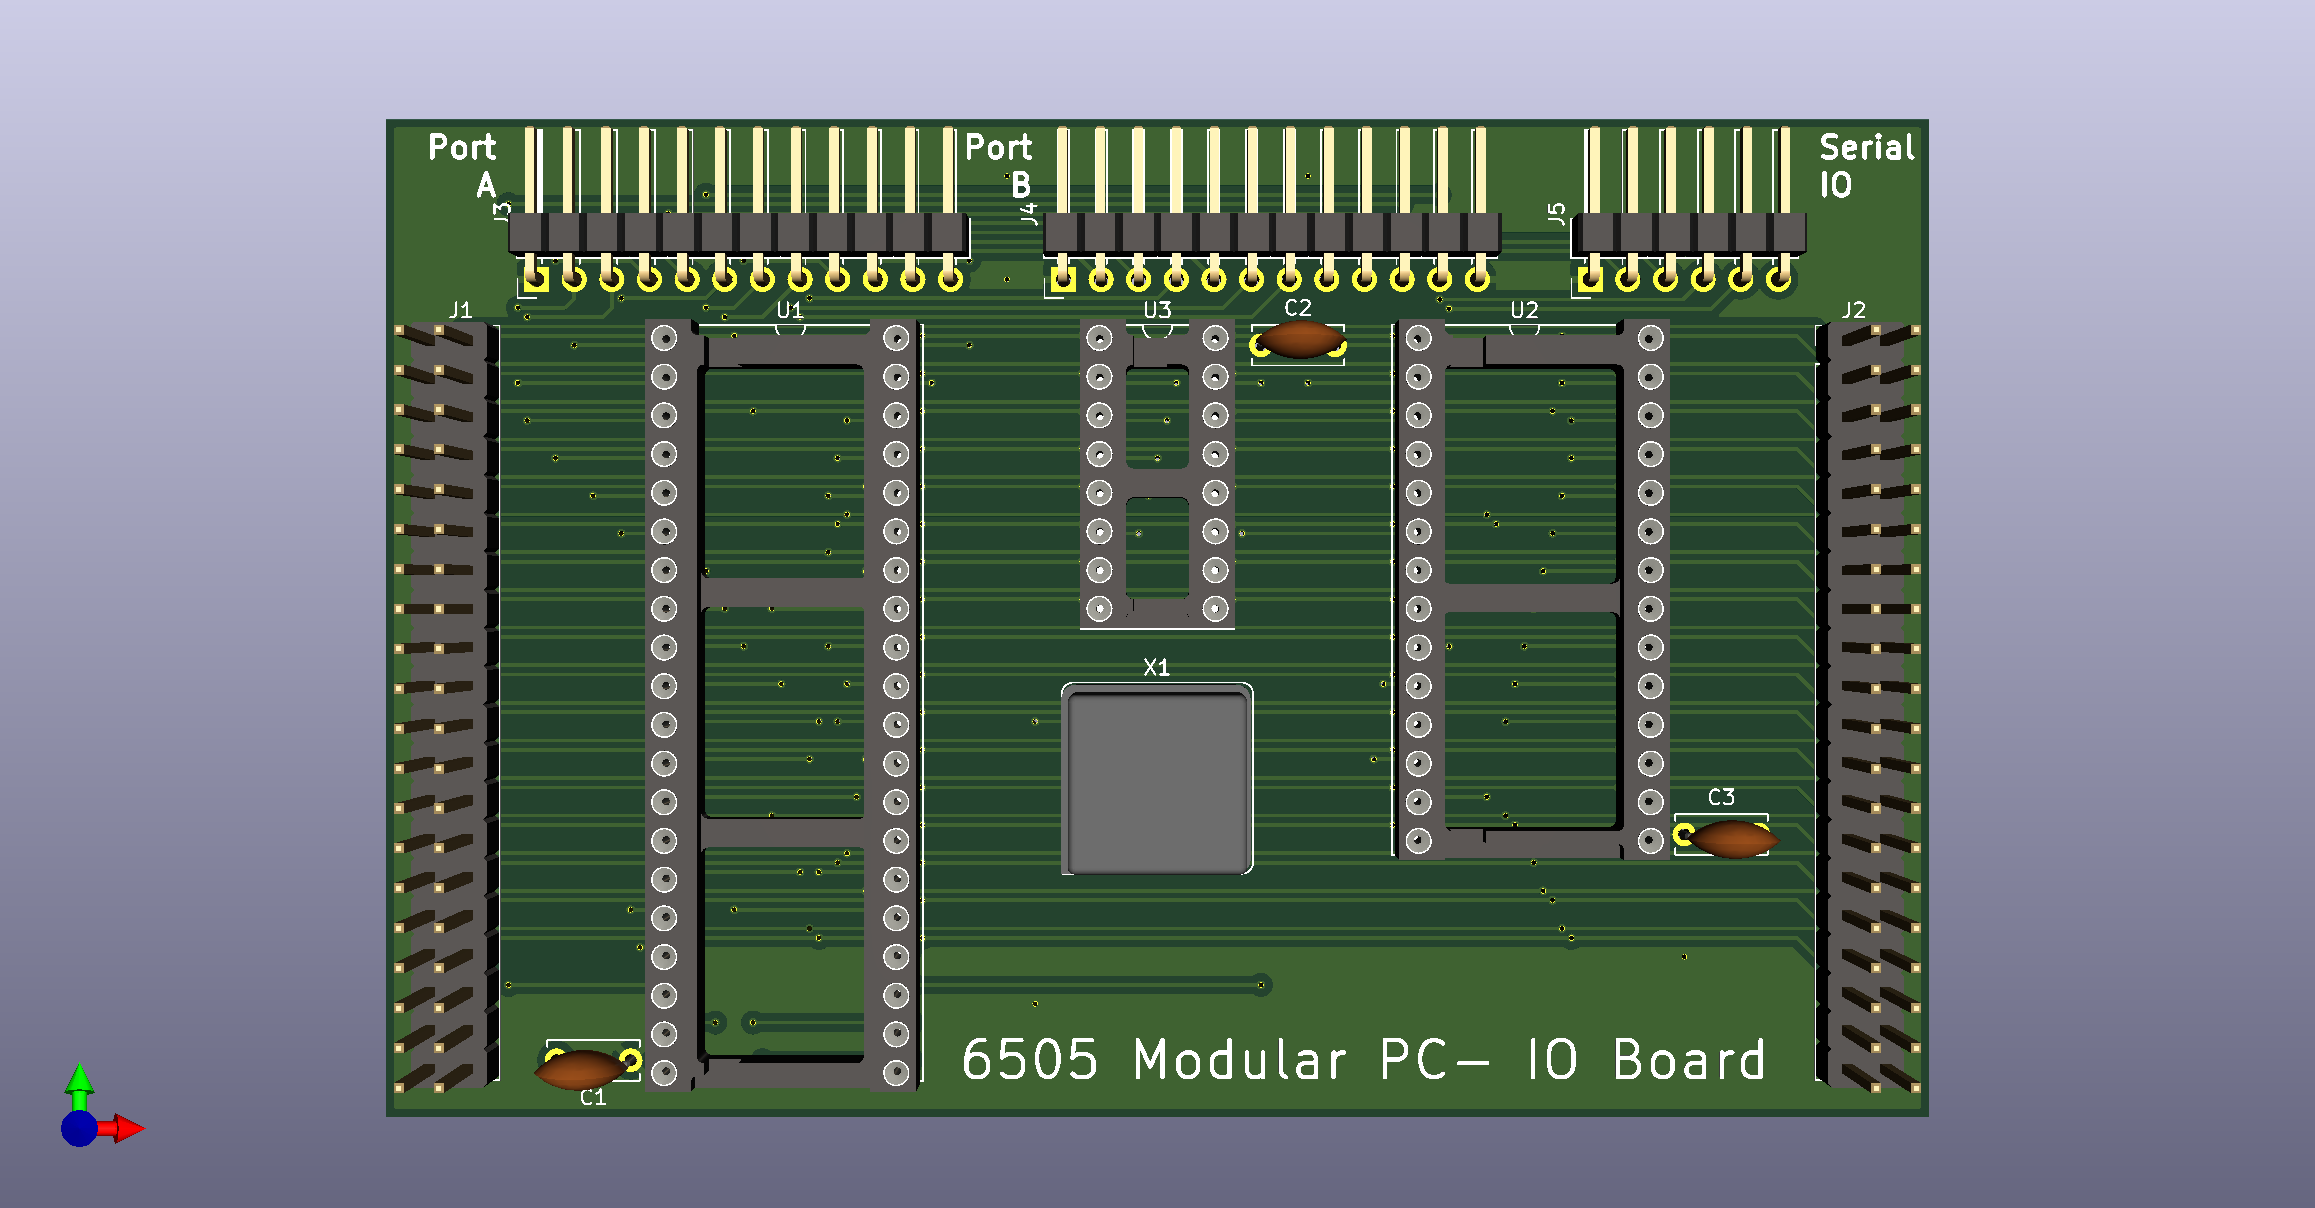 Port
A
Port
B
Serial
IO
J3
J4
J5
J1
U1
U3
C2
U2
J2
X1
C3
6505 Modular PC- IO Board
C1